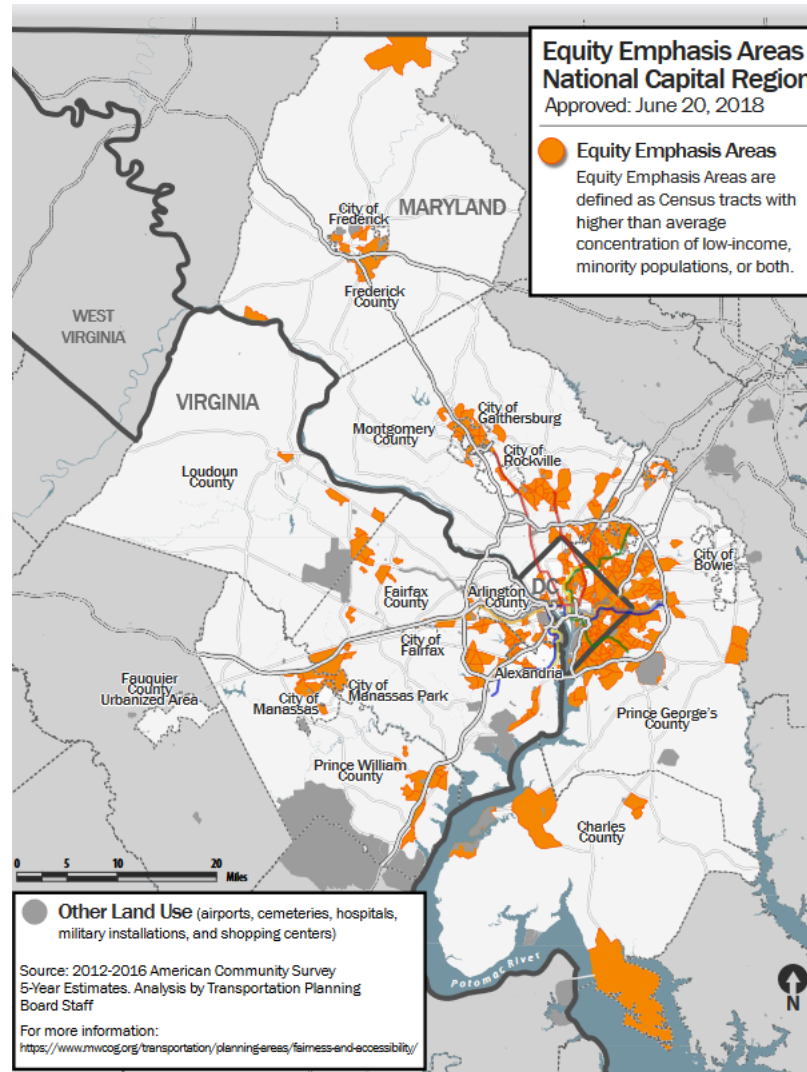 Equity Emphasis Areas
National Capital Region
Approved: June 20, 2018
Equity Emphasis Areas
Equity Emphasis Areas are
defined as Census tracts with
higher than average
concentration of low-income,
minority populations, or both.
MARYLAND
City of
Frederick
Frederick
County
WEST
VIRGINIA
VIRGINIA
Montgomery
County
City of
Gaithersburg
City of
Rockville
Loudoun
County
City of
Bowie
Fairfax
County
Arlington
County
DC
City of
Fairfax
Alexandria
Fauquier
County
Urbanized Area
City of
Manassas
City of
Manassas Park
Prince George's
County
Prince William
County
Charles
County
0 5 10 20
Miles
Other Land Use (airports, cemeteries, hospitals,
military installations, and shopping centers)
Source: 2012-2016 American Community Survey
5-Year Estimates. Analysis by Transportation Planning
Board Staff
For more information:
https://www.mwcog.org/transportation/planning-areas/fairness-and-accessibility/
Potomac River
N